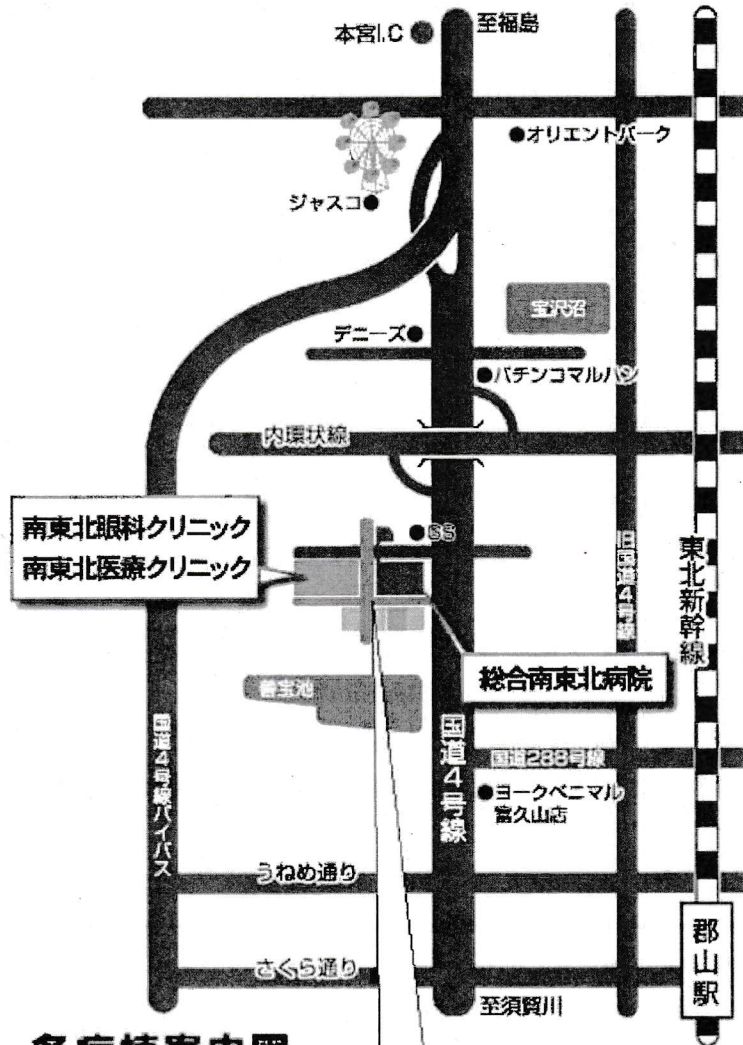 本宮I.C
至福島
オリエントパーク
ジャスコ
宝沢沼
デニーズ
パチンコマルハン
内環状線
南東北眼科クリニック
南東北医療クリニック
GS
旧国道4号線
東北新幹線
総合南東北病院
善宝池
国道4号線バイパス
国道4号線
国道288号線
ヨークベニマル
富久山店
うねめ通り
さくら通り
郡山駅
至須賀川